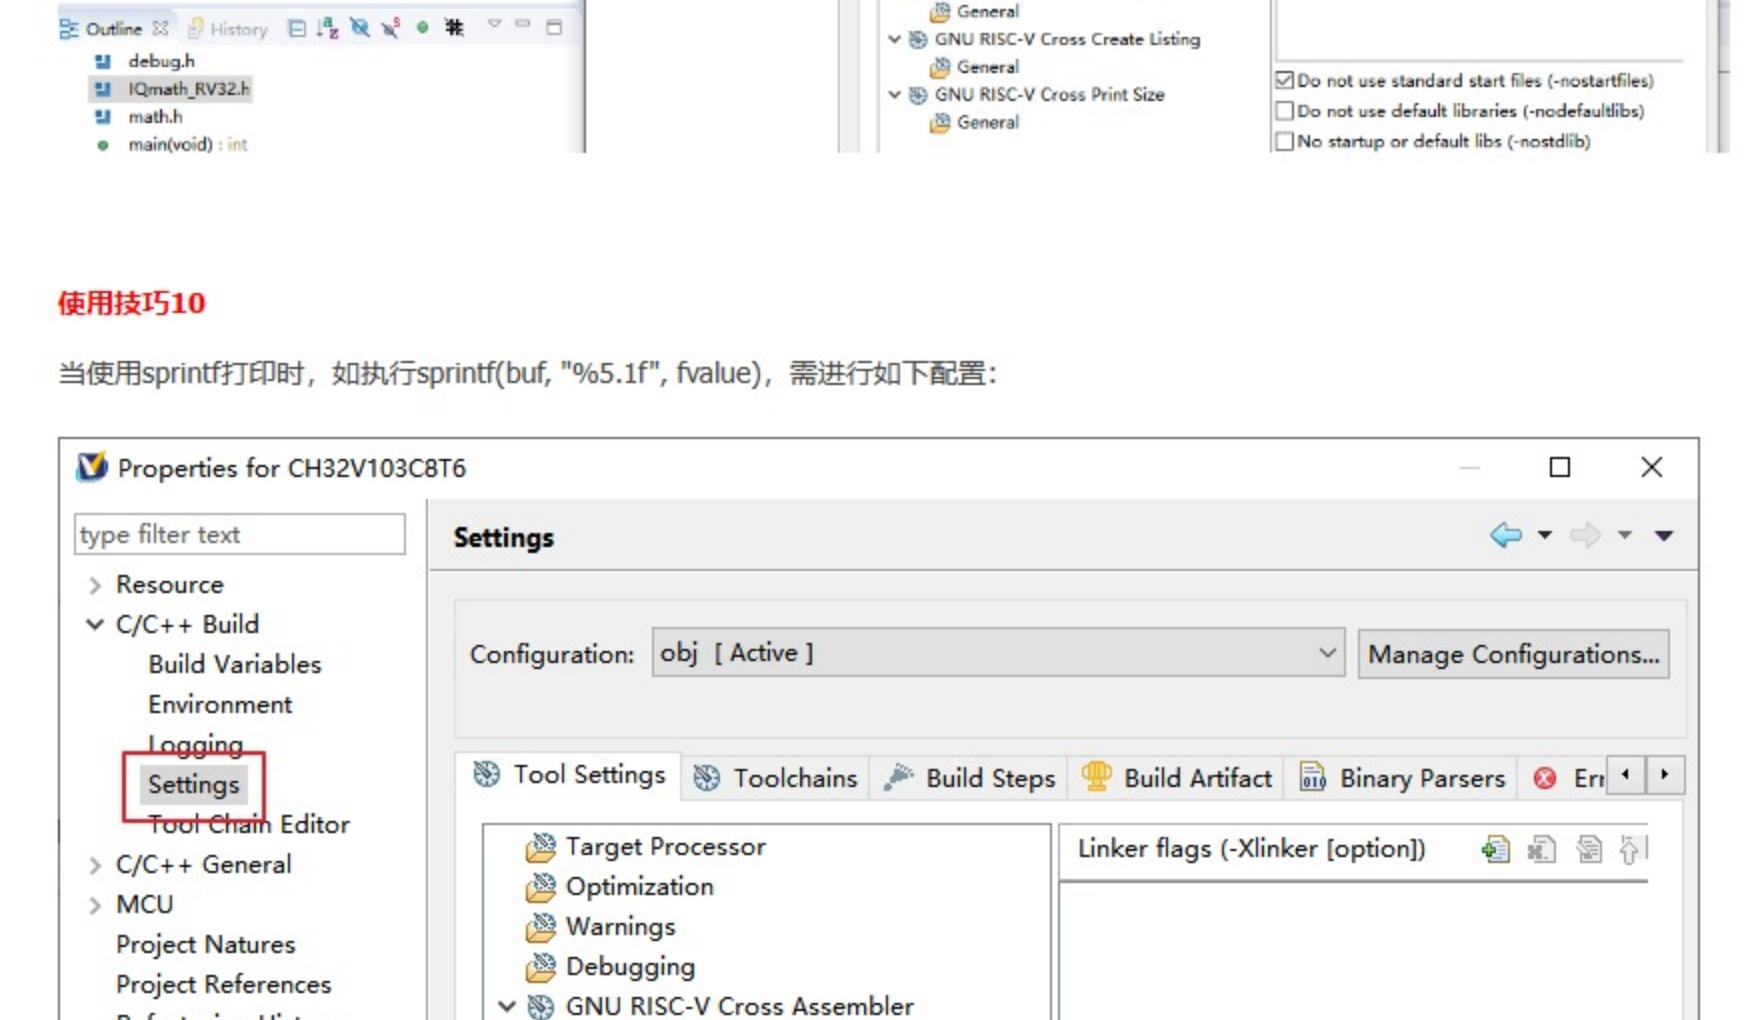 Outline
History
debug.h
IQmath_RV32.h
math.h
main(void) : int
General
GNU RISC-V Cross Create Listing
General
GNU RISC-V Cross Print Size
General
Do not use standard start files (-nostartfiles)
Do not use default libraries (-nodefaultlibs)
No startup or default libs (-nostdlib)
使用技巧10
当使用sprintf打印时，如执行sprintf(buf, "%5.1f", fvalue)，需进行如下配置：
Properties for CH32V103C8T6
type filter text
Resource
C/C++ Build
Build Variables
Environment
Logging
Settings
Tool Chain Editor
C/C++ General
MCU
Project Natures
Project References
Settings
Configuration: obj [ Active ] Manage Configurations...
Tool Settings Toolchains Build Steps Build Artifact Binary Parsers Err
Target Processor
Optimization
Warnings
Debugging
GNU RISC-V Cross Assembler
Linker flags (-Xlinker [option])